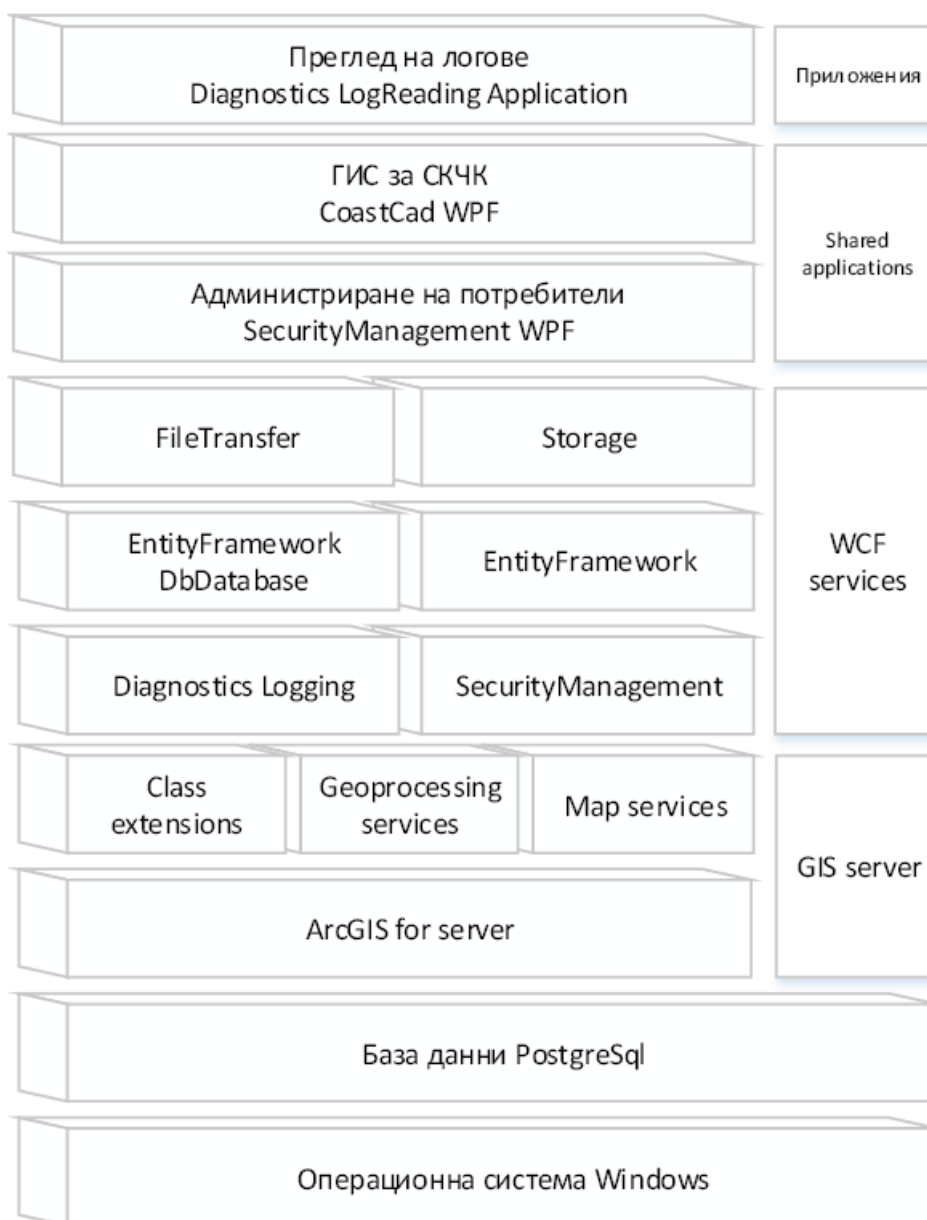 Преглед на логове
Diagnostics LogReading Application
Приложения
ГИС за СКЧК
CoastCad WPF
Shared
applications
Администриране на потребители
SecurityManagement WPF
FileTransfer
Storage
EntityFramework
DbDatabase
EntityFramework
WCF
services
Diagnostics Logging
SecurityManagement
Class
extensions
Geoprocessing
services
Map services
GIS server
ArcGIS for server
База данни PostgreSql
Операционна система Windows